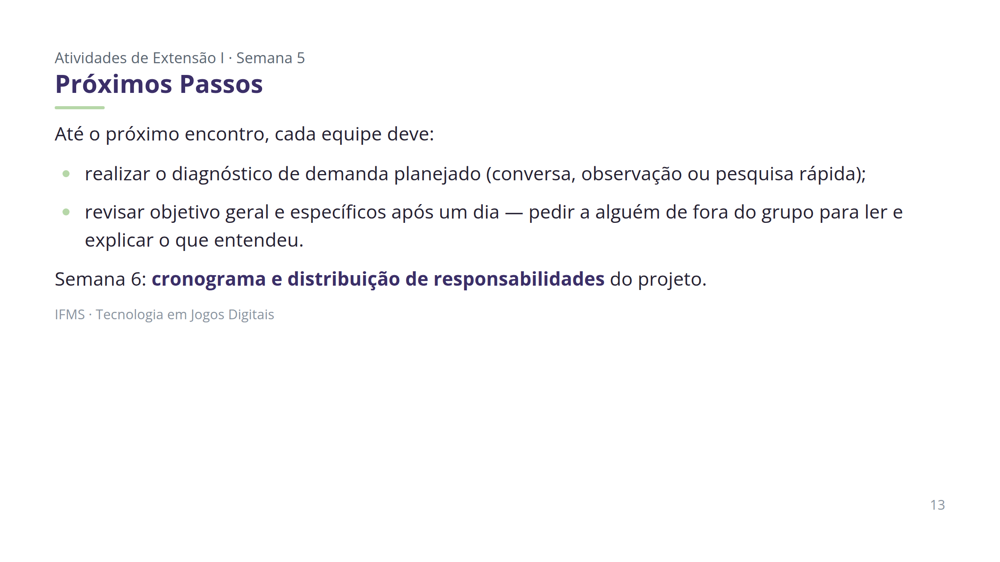 Atividades de Extensão I · Semana 5
Próximos Passos
Até o próximo encontro, cada equipe deve:
realizar o diagnóstico de demanda planejado (conversa, observação ou pesquisa rápida);
revisar objetivo geral e específicos após um dia — pedir a alguém de fora do grupo para ler e
explicar o que entendeu.
Semana 6: cronograma e distribuição de responsabilidades do projeto.
IFMS · Tecnologia em Jogos Digitais
13